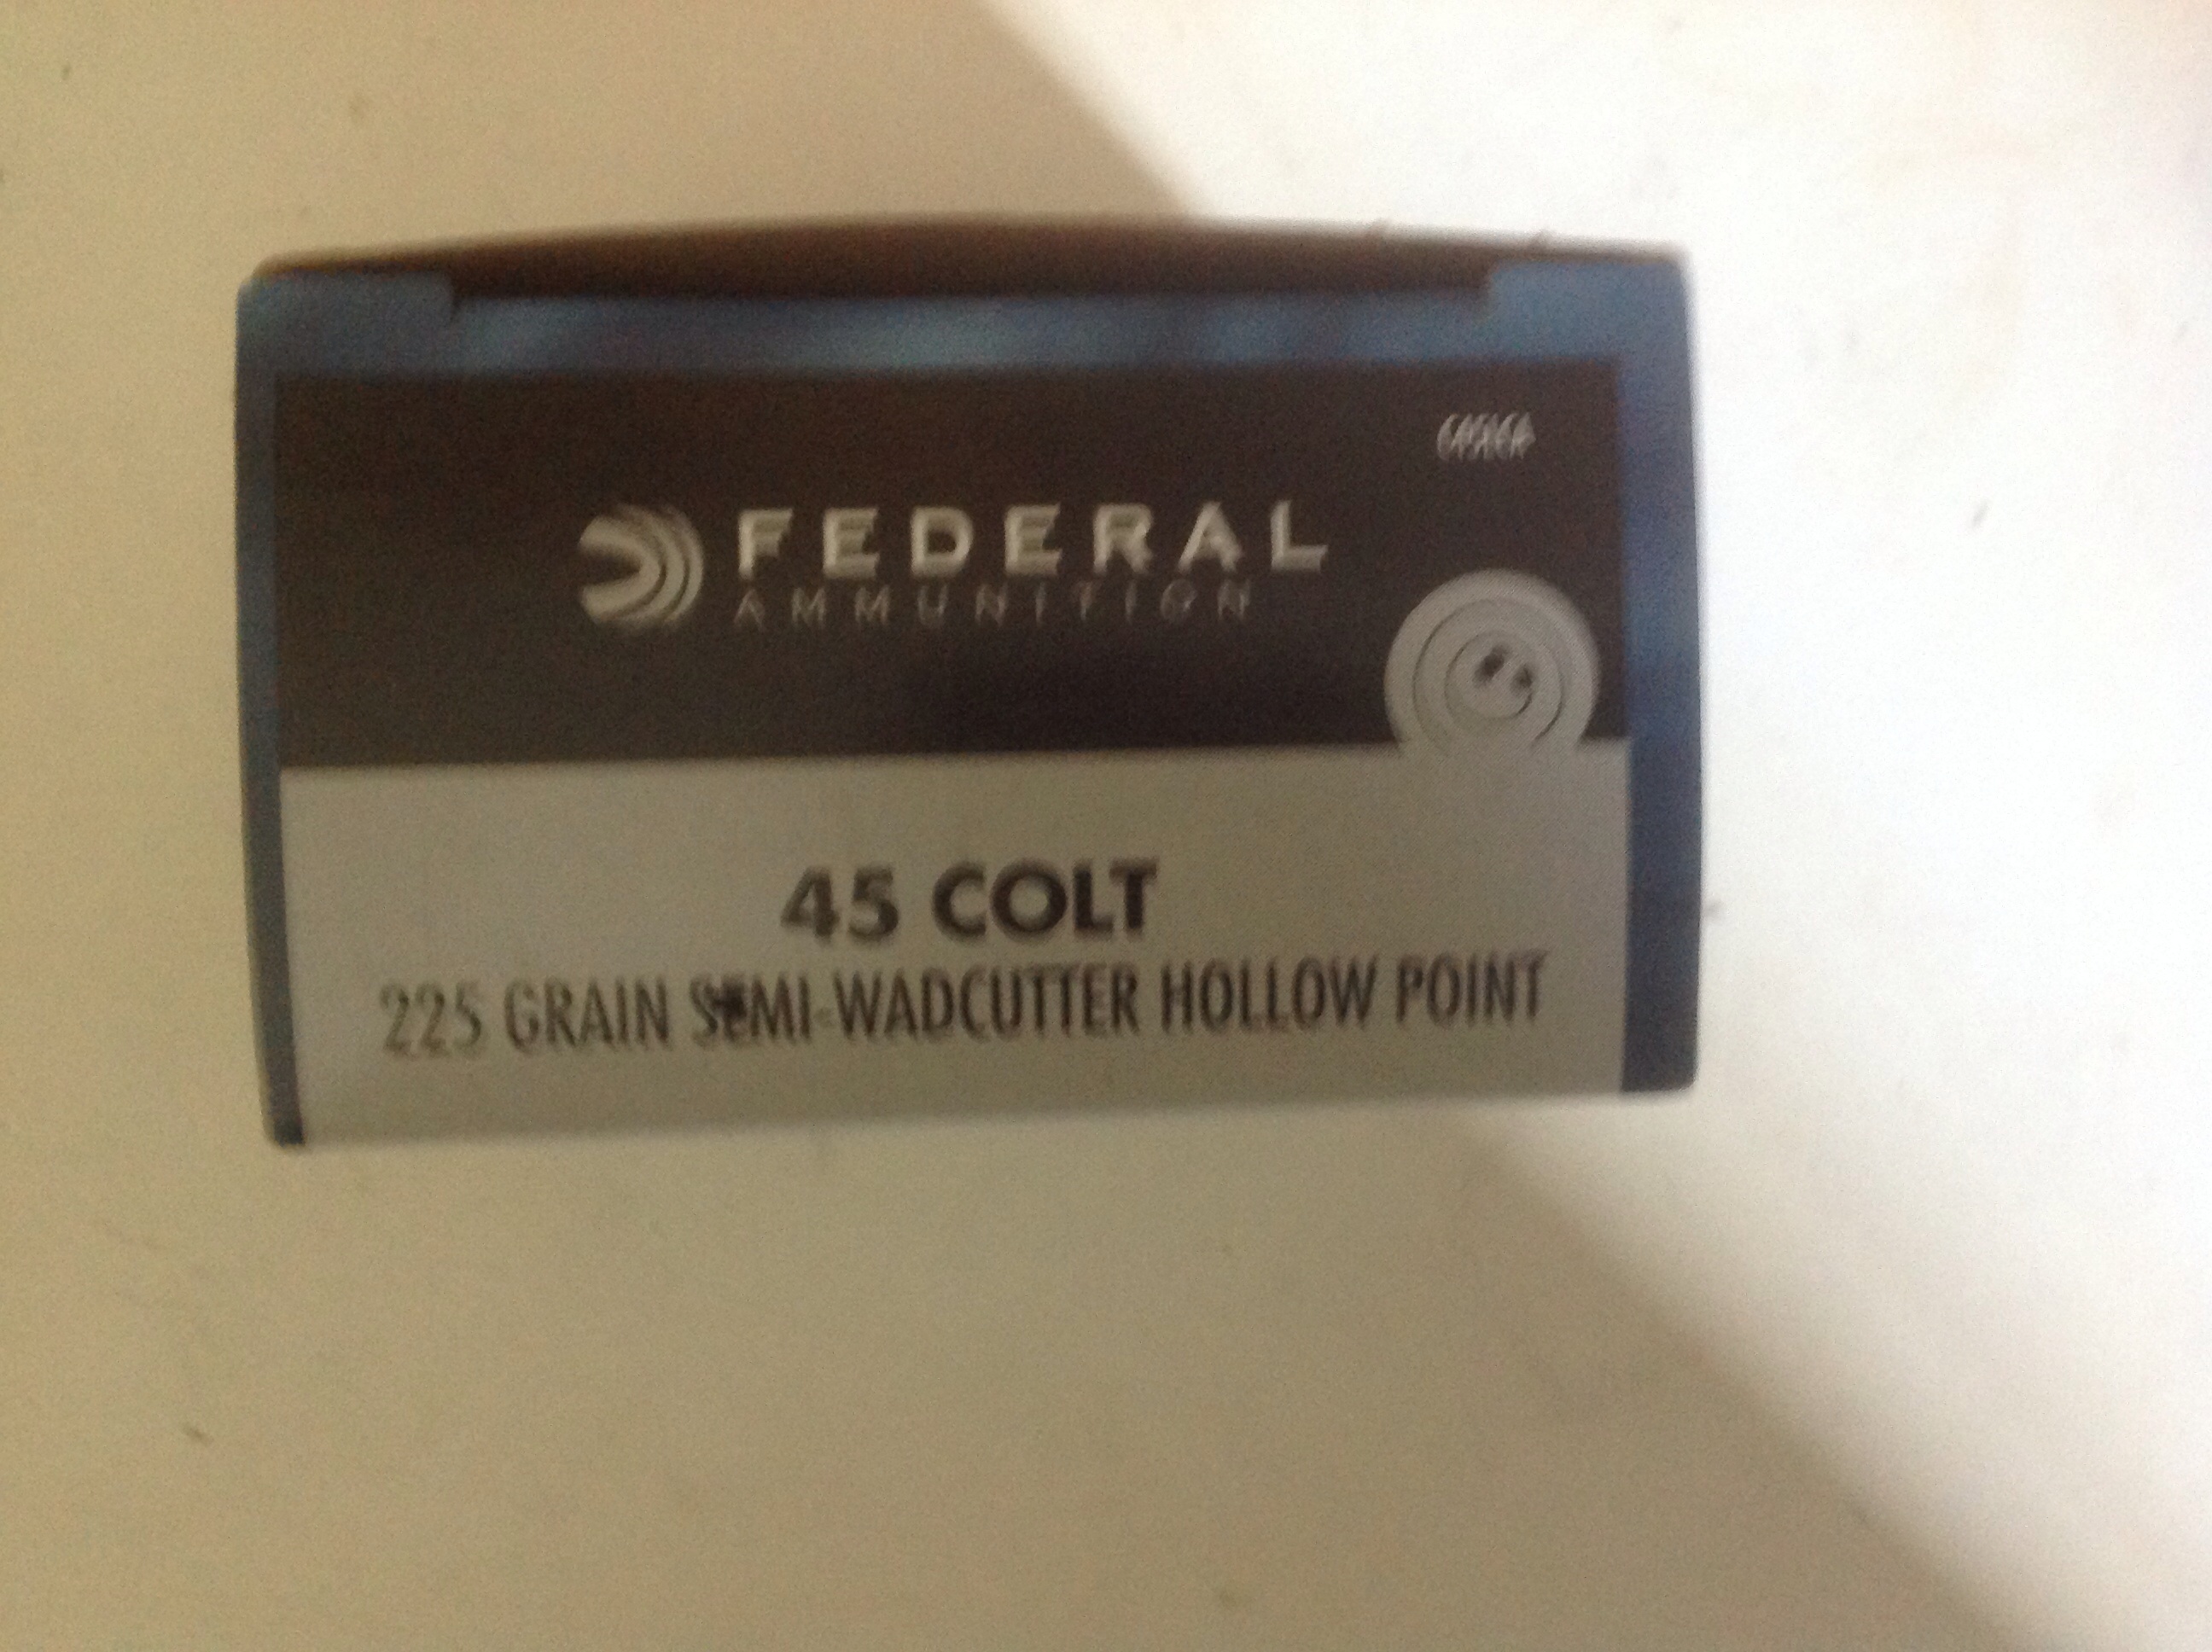 FEDERAL
AMMUNITION
45 COLT
225 GRAIN SEMI-WADCUTTER HOLLOW POINT